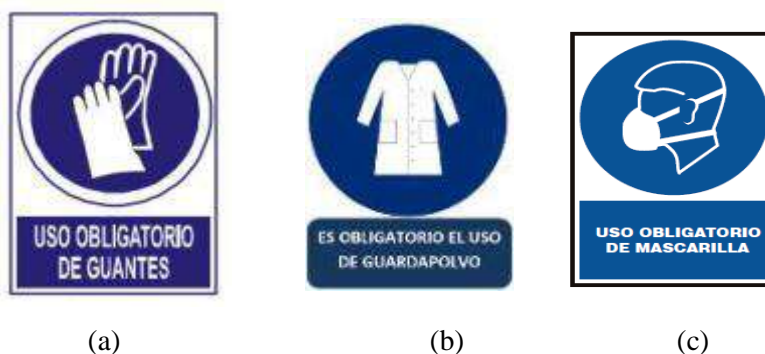 USO OBLIGATORIO
DE GUANTES
ES OBLIGATORIO EL USO
DE GUARDAPOLVO
USO OBLIGATORIO
DE MASCARILLA
(a)
(b)
(c)